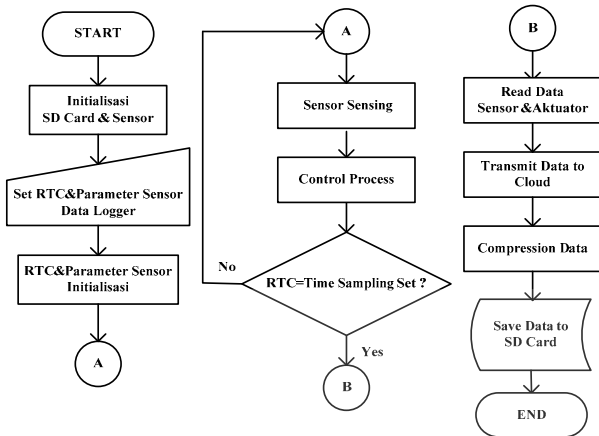 START
Initialisasi
SD Card & Sensor
Set RTC&Parameter Sensor
Data Logger
RTC&Parameter Sensor
Initialisasi
A
A
Sensor Sensing
Control Process
RTC=Time Sampling Set ?
No
Yes
B
B
Read Data
Sensor &Aktuator
Transmit Data to
Cloud
Compression Data
Save Data to
SD Card
END